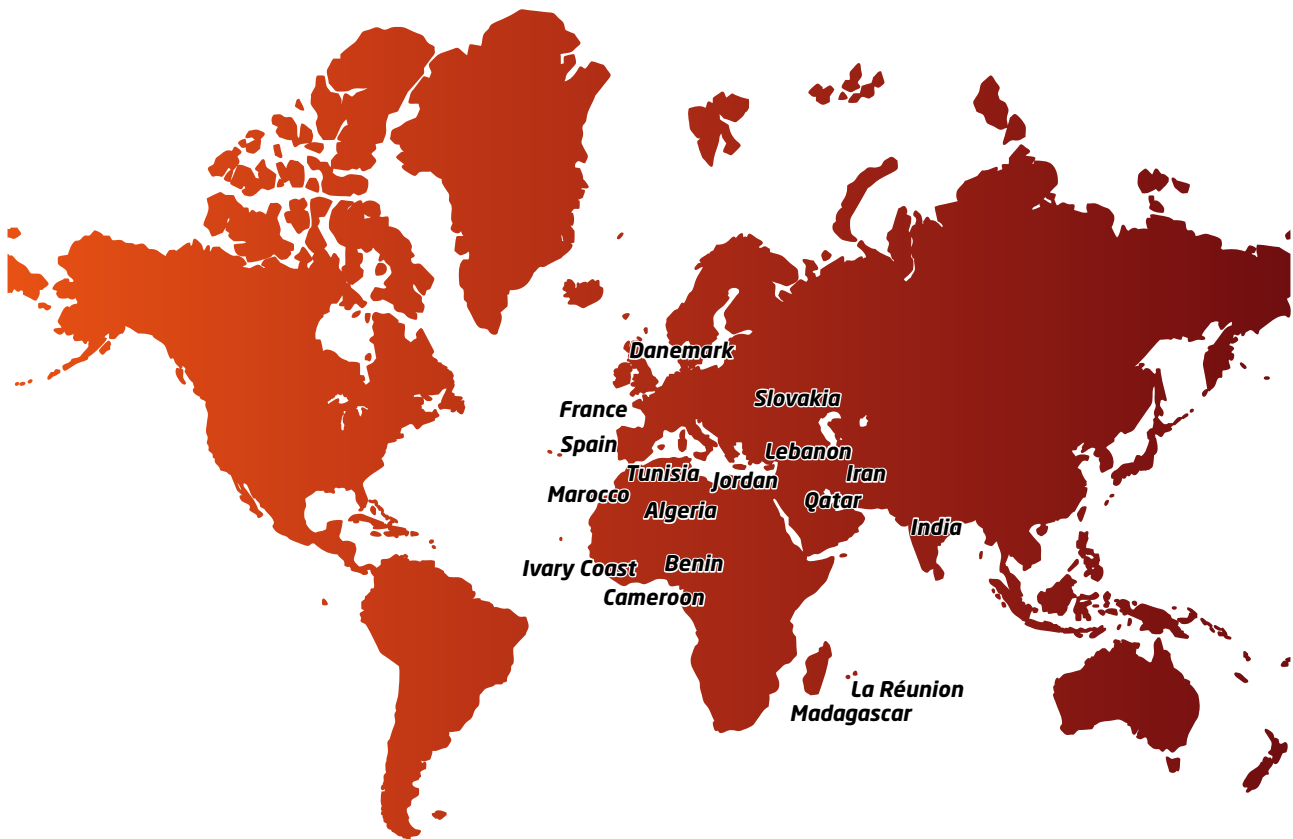 Danemark
Slovakia
France
Spain
Lebanon
Tunisia
Jordan
Iran
Marocco
Qatar
Algeria
India
Benin
Ivary Coast
Cameroon
La Réunion
Madagascar